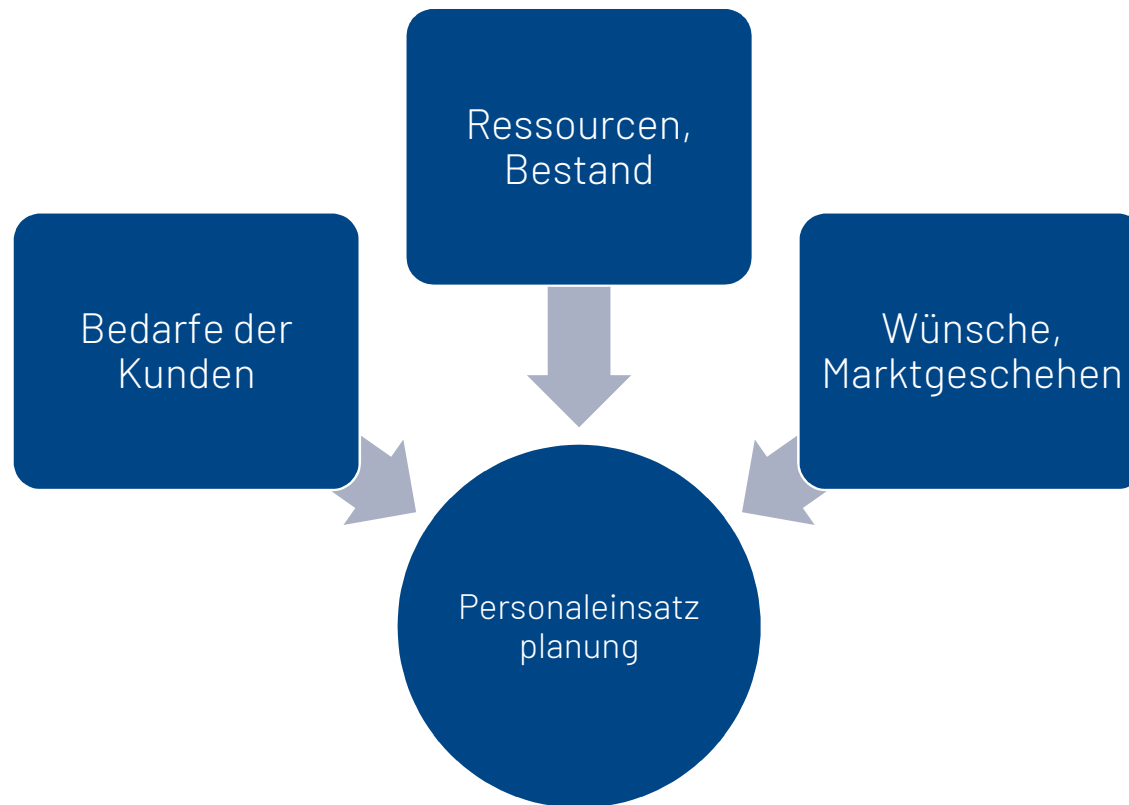 Ressourcen,
Bestand
Bedarfe der
Kunden
Wünsche,
Marktgeschehen
Personaleinsatz
planung